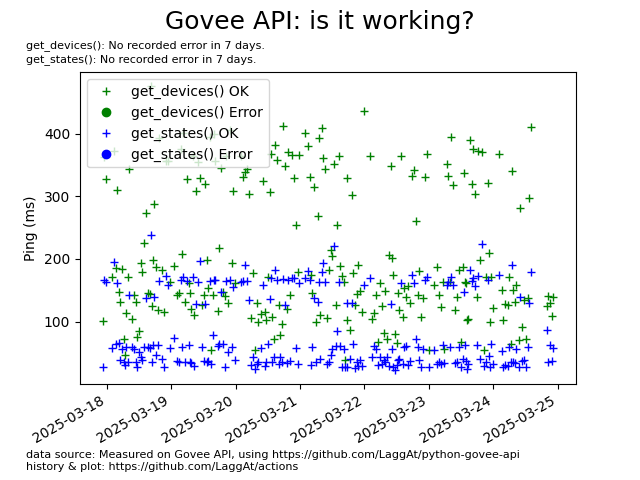 Govee API: is it working?
get_devices(): No recorded error in 7 days.
get_states(): No recorded error in 7 days.
get_devices() OK
get_devices() Error
get_states() OK
get_states() Error
400
300
200
100
Ping (ms)
2025-03-18
2025-03-19
2025-03-20
2025-03-21
2025-03-22
2025-03-23
2025-03-24
2025-03-25
data source: Measured on Govee API, using https://github.com/LaggAt/python-govee-api
history & plot: https://github.com/LaggAt/actions